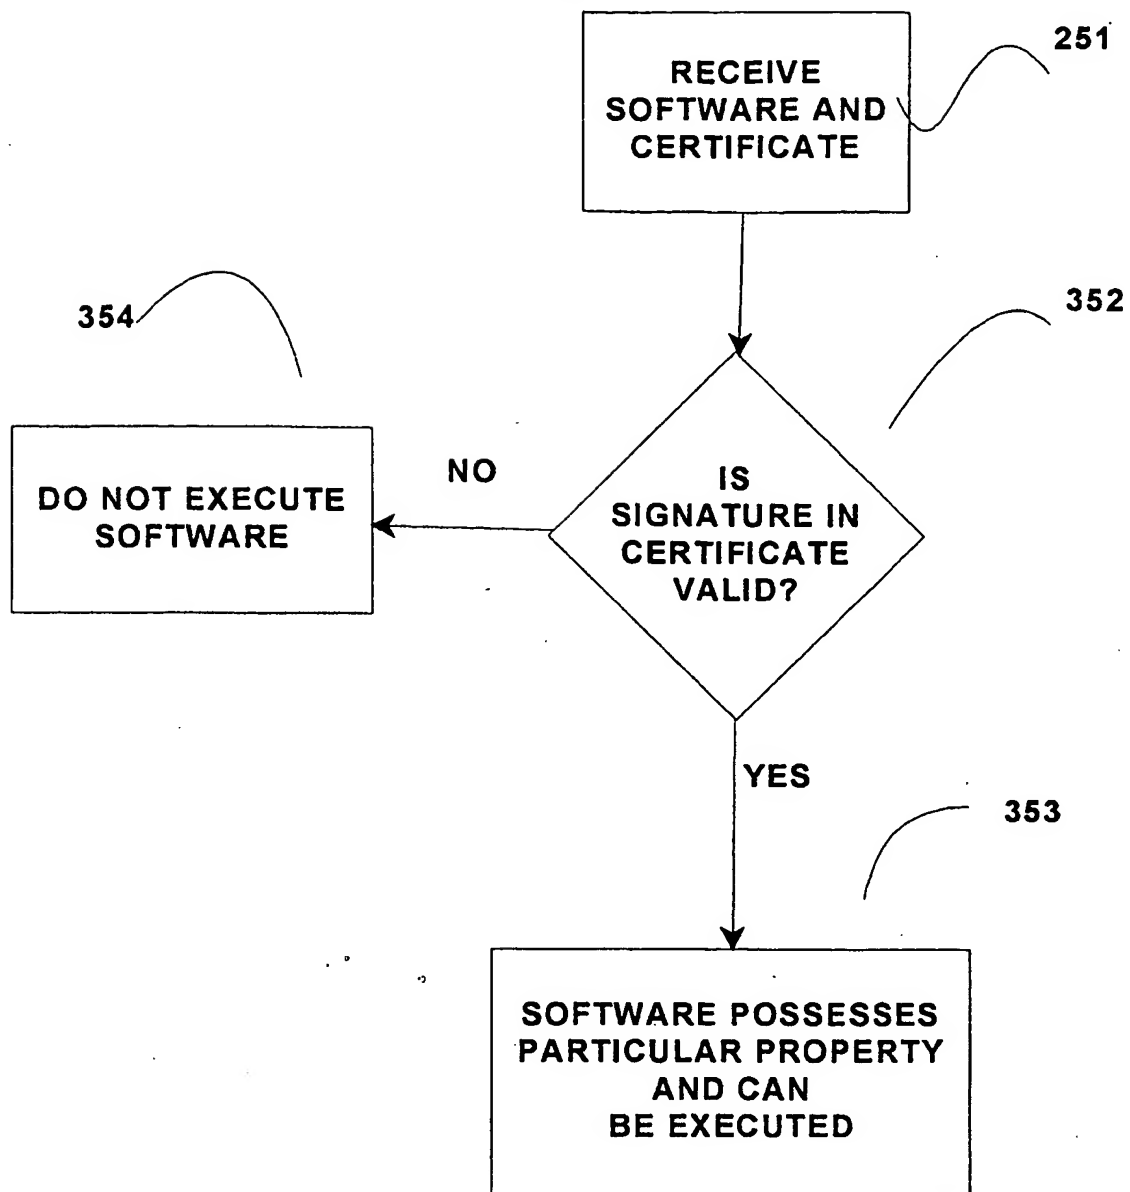 251
RECEIVE
SOFTWARE AND
CERTIFICATE
352
354
IS
SIGNATURE IN
CERTIFICATE
VALID?
NO
DO NOT EXECUTE
SOFTWARE
YES
353
SOFTWARE POSSESSES
PARTICULAR PROPERTY
AND CAN
BE EXECUTED